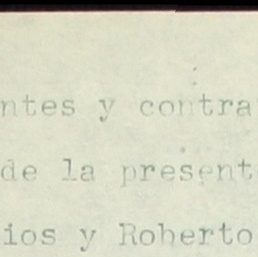 ntes y contra
de la present
ios y Roberto